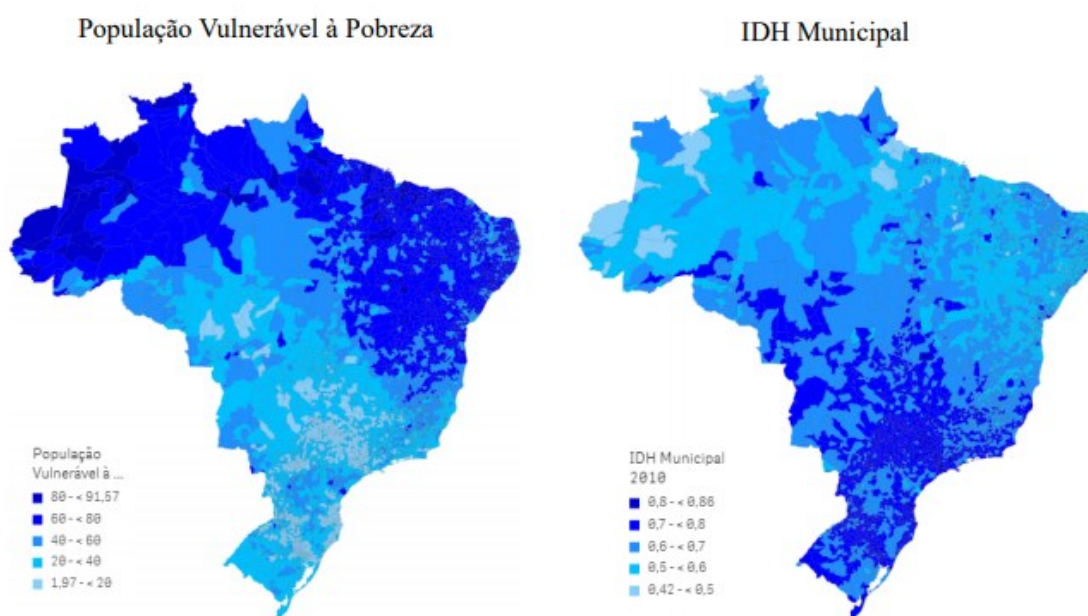 População Vulnerável à Pobreza
IDH Municipal
População
Vulnerável à ...
80 - < 91,57
60 - < 80
40 - < 60
20 - < 40
1,97 - < 20
IDH Municipal
2010
0,8 - < 0,86
0,7 - < 0,8
0,6 - < 0,7
0,5 - < 0,6
0,42 - < 0,5